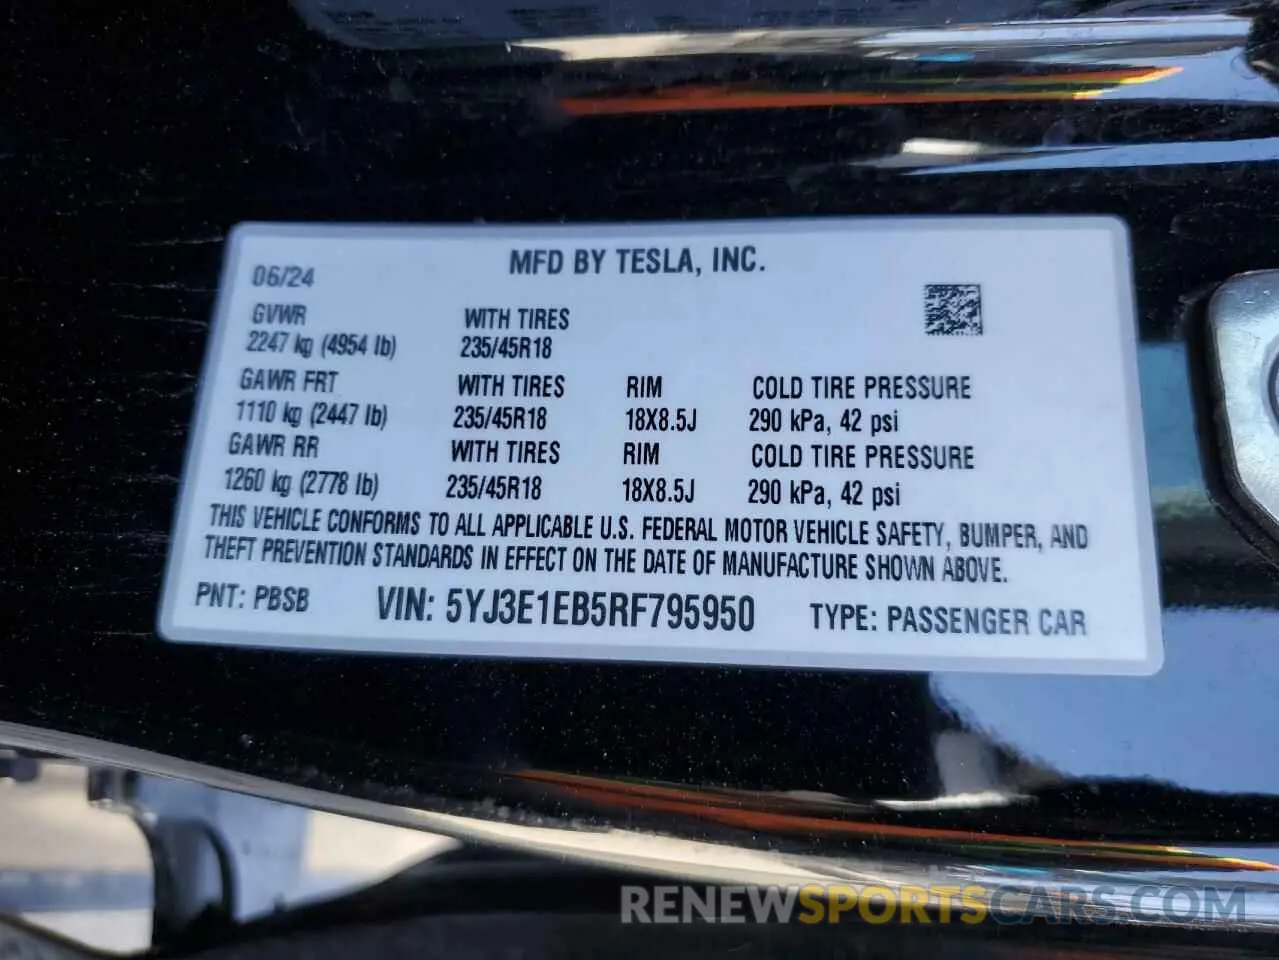 MFD BY TESLA, INC.
06/24
GVWR WITH TIRES
2247 kg (4954 lb) 235/45R18
GAWR FRT WITH TIRES RIM COLD TIRE PRESSURE
1110 kg (2447 lb) 235/45R18 18X8.5J 290 kPa, 42 psi
GAWR RR WITH TIRES RIM COLD TIRE PRESSURE
1260 kg (2778 lb) 235/45R18 18X8.5J 290 kPa, 42 psi
THIS VEHICLE CONFORMS TO ALL APPLICABLE U.S. FEDERAL MOTOR VEHICLE SAFETY, BUMPER, AND
THEFT PREVENTION STANDARDS IN EFFECT ON THE DATE OF MANUFACTURE SHOWN ABOVE.
PNT: PBSB VIN: 5YJ3E1EB5RF795950 TYPE: PASSENGER CAR
RENEWSPORTSCARS.COM